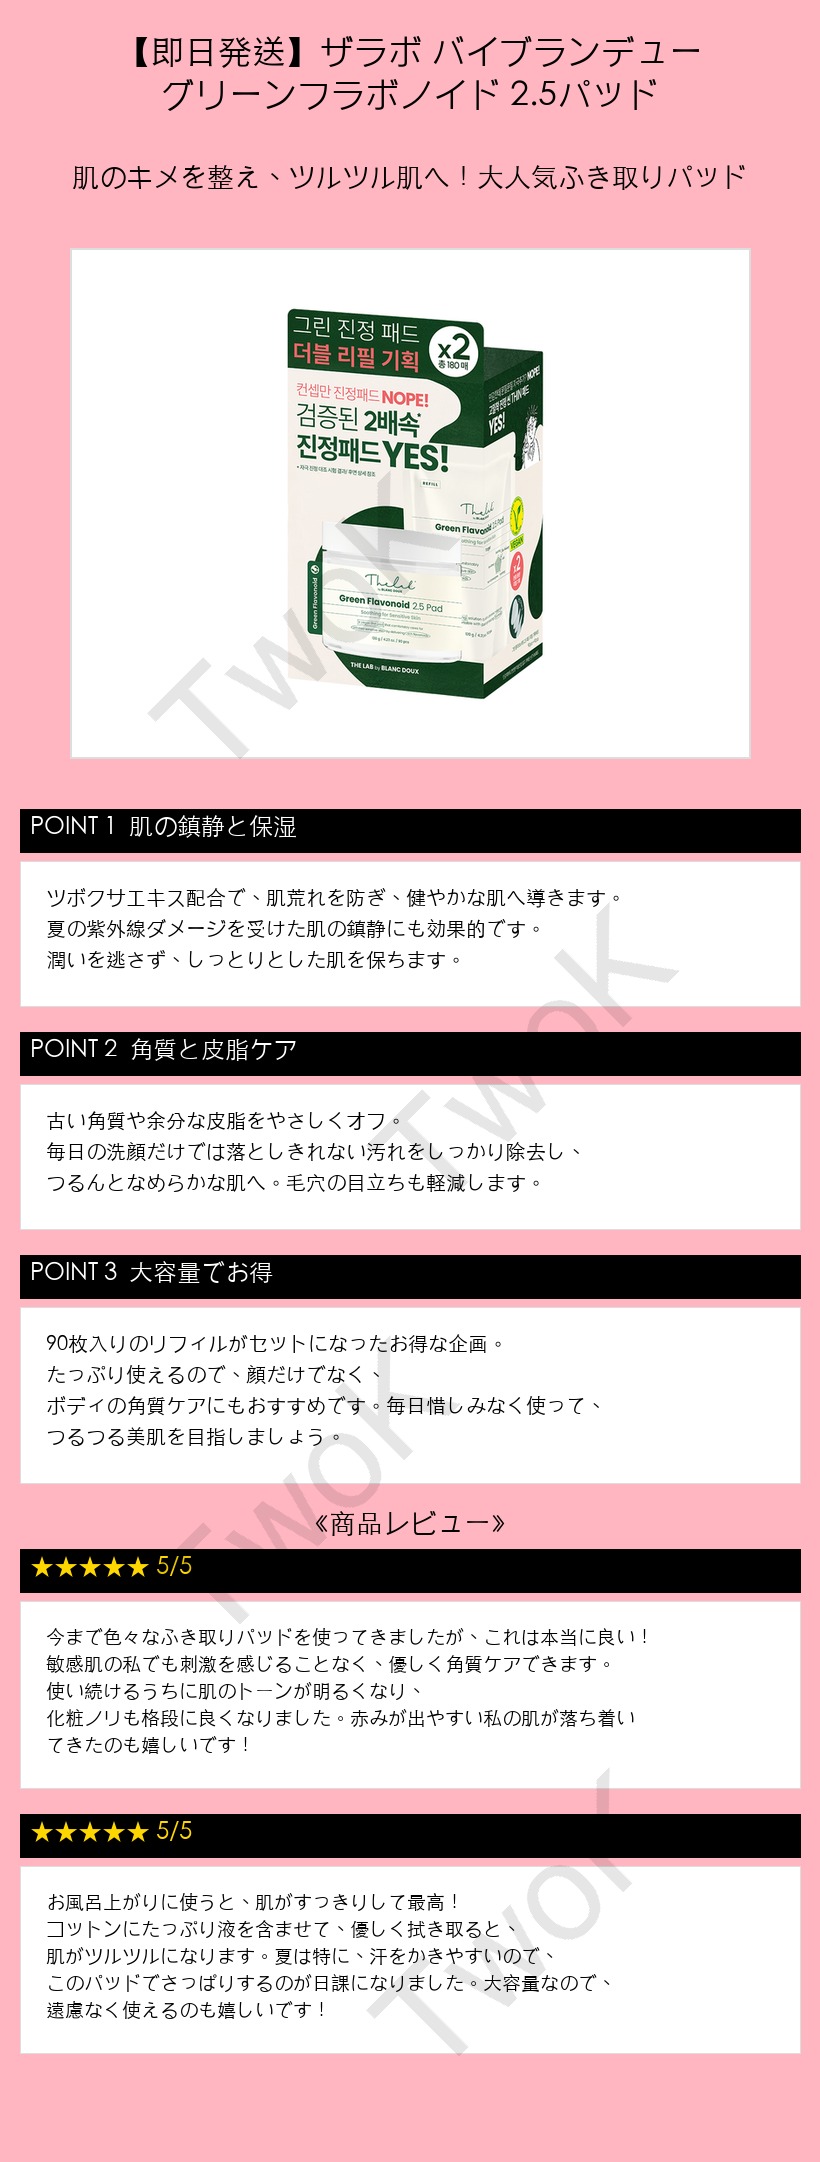 【即日発送】ザラボ バイブランデュー
グリーンフラボノイド 2.5パッド
肌のキメを整え、ツルツル肌へ！大人気ふき取りパッド
그린 진정 패드
더블 리필 기획
x2
총 180매
컨셉만 진정패드 NOPE!
검증된 2배속*
진정패드 YES!
NOPE!
YES!
REFILL
Green Flavonoid 2.5 Pad
VEGAN
x2
Thelab
by BLANC DOUX
Green Flavonoid 2.5 Pad
Soothing for Sensitive Skin
Green Flavonoid
THE LAB by BLANC DOUX
TwoK
POINT 1 肌の鎮静と保湿
ツボクサエキス配合で、肌荒れを防ぎ、健やかな肌へ導きます。
夏の紫外線ダメージを受けた肌の鎮静にも効果的です。
潤いを逃さず、しっとりとした肌を保ちます。
TwoK
POINT 2 角質と皮脂ケア
古い角質や余分な皮脂をやさしくオフ。
毎日の洗顔だけでは落としきれない汚れをしっかり除去し、
つるんとなめらかな肌へ。毛穴の目立ちも軽減します。
POINT 3 大容量でお得
90枚入りのリフィルがセットになったお得な企画。
たっぷり使えるので、顔だけでなく、
ボディの角質ケアにもおすすめです。毎日惜しみなく使って、
つるつる美肌を目指しましょう。
TwoK
《商品レビュー》
★★★★★ 5/5
今まで色々なふき取りパッドを使ってきましたが、これは本当に良い！
敏感肌の私でも刺激を感じることなく、優しく角質ケアできます。
使い続けるうちに肌のトーンが明るくなり、
化粧ノリも格段に良くなりました。赤みが出やすい私の肌が落ち着い
てきたのも嬉しいです！
★★★★★ 5/5
お風呂上がりに使うと、肌がすっきりして最高！
コットンにたっぷり液を含ませて、優しく拭き取ると、
肌がツルツルになります。夏は特に、汗をかきやすいので、
このパッドでさっぱりするのが日課になりました。大容量なので、
遠慮なく使えるのも嬉しいです！
TwoK